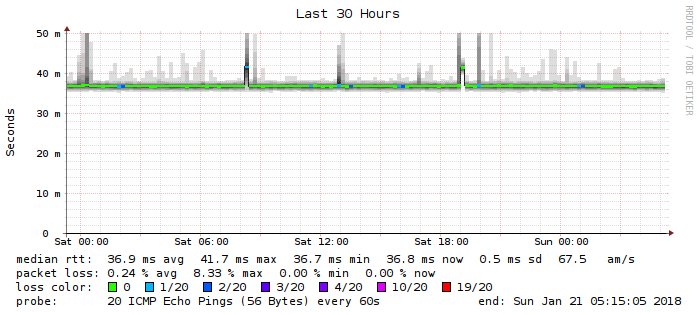 Last 30 Hours
RRDTOOL / TOBI OETIKER
Seconds
50 m
40 m
30 m
20 m
10 m
0
Sat 00:00 Sat 06:00 Sat 12:00 Sat 18:00 Sun 00:00
median rtt: 36.9 ms avg 41.7 ms max 36.7 ms min 36.8 ms now 0.5 ms sd 67.5 am/s
packet loss: 0.24 % avg 8.33 % max 0.00 % min 0.00 % now
loss color: 0 1/20 2/20 3/20 4/20 10/20 19/20
probe: 20 ICMP Echo Pings (56 Bytes) every 60s end: Sun Jan 21 05:15:05 2018